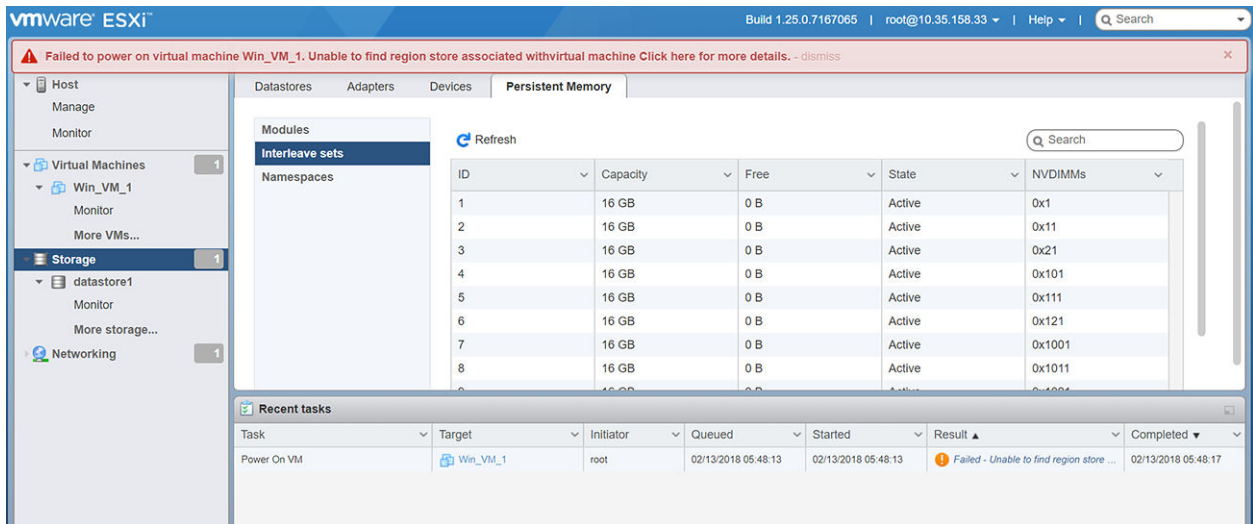 vmware ESXi™
Build 1.25.0.7167065 | root@10.35.158.33 | Help | Search
Failed to power on virtual machine Win_VM_1. Unable to find region store associated withvirtual machine Click here for more details. - dismiss
Host
Manage
Monitor
Virtual Machines 1
Win_VM_1
Monitor
More VMs...
Storage 1
datastore1
Monitor
More storage...
Networking 1
Datastores Adapters Devices Persistent Memory
Modules
Interleave sets
Namespaces
Refresh Search
ID Capacity Free State NVDIMMs
1 16 GB 0 B Active 0x1
2 16 GB 0 B Active 0x11
3 16 GB 0 B Active 0x21
4 16 GB 0 B Active 0x101
5 16 GB 0 B Active 0x111
6 16 GB 0 B Active 0x121
7 16 GB 0 B Active 0x1001
8 16 GB 0 B Active 0x1011
Recent tasks
Task Target Initiator Queued Started Result ▲ Completed ▼
Power On VM Win_VM_1 root 02/13/2018 05:48:13 02/13/2018 05:48:13 Failed - Unable to find region store ... 02/13/2018 05:48:17